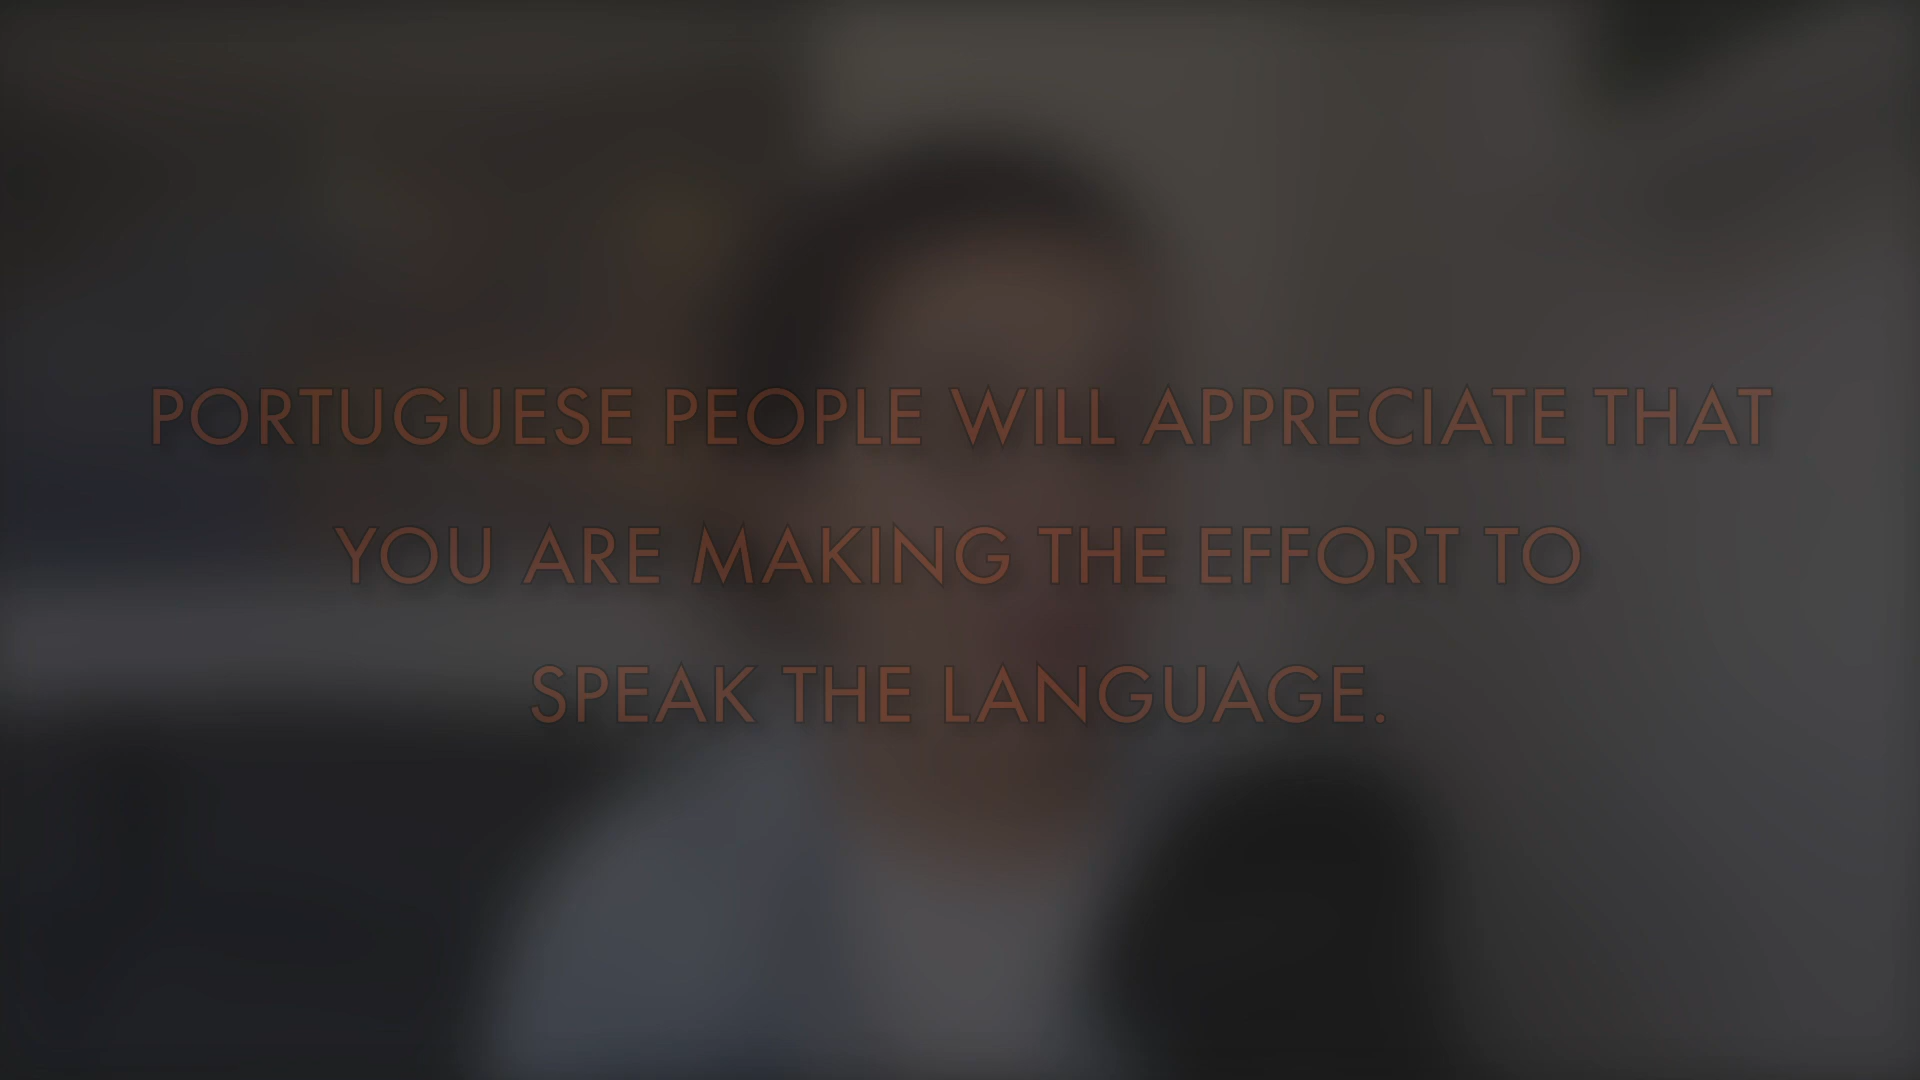 PORTUGUESE PEOPLE WILL APPRECIATE THAT
YOU ARE MAKING THE EFFORT TO
SPEAK THE LANGUAGE.